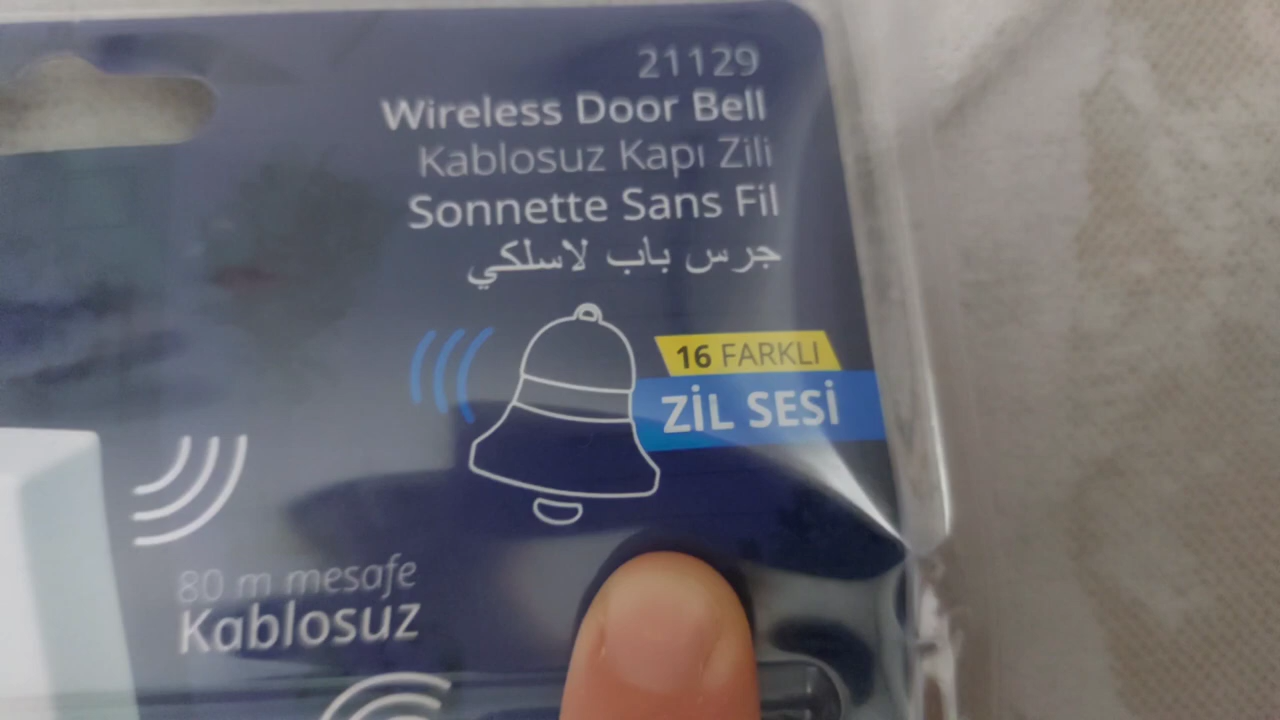 21129
Wireless Door Bell
Kablosuz Kapı Zili
Sonnette Sans Fil
جرس باب لاسلكي
16 FARKLI
ZİL SESİ
80 m mesafe
Kablosuz